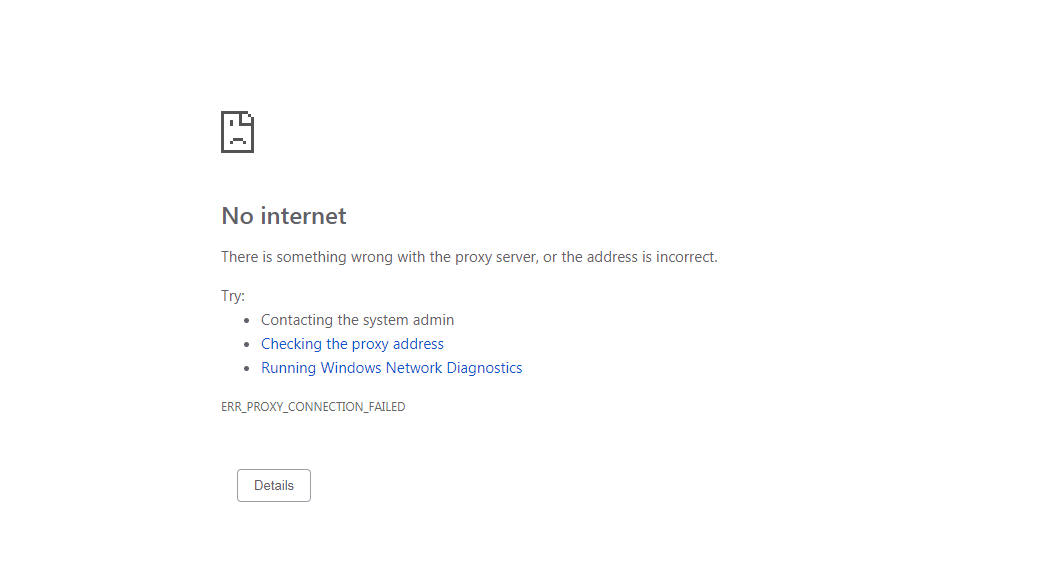 No internet
There is something wrong with the proxy server, or the address is incorrect.
Try:
• Contacting the system admin
• Checking the proxy address
• Running Windows Network Diagnostics
ERR_PROXY_CONNECTION_FAILED
Details